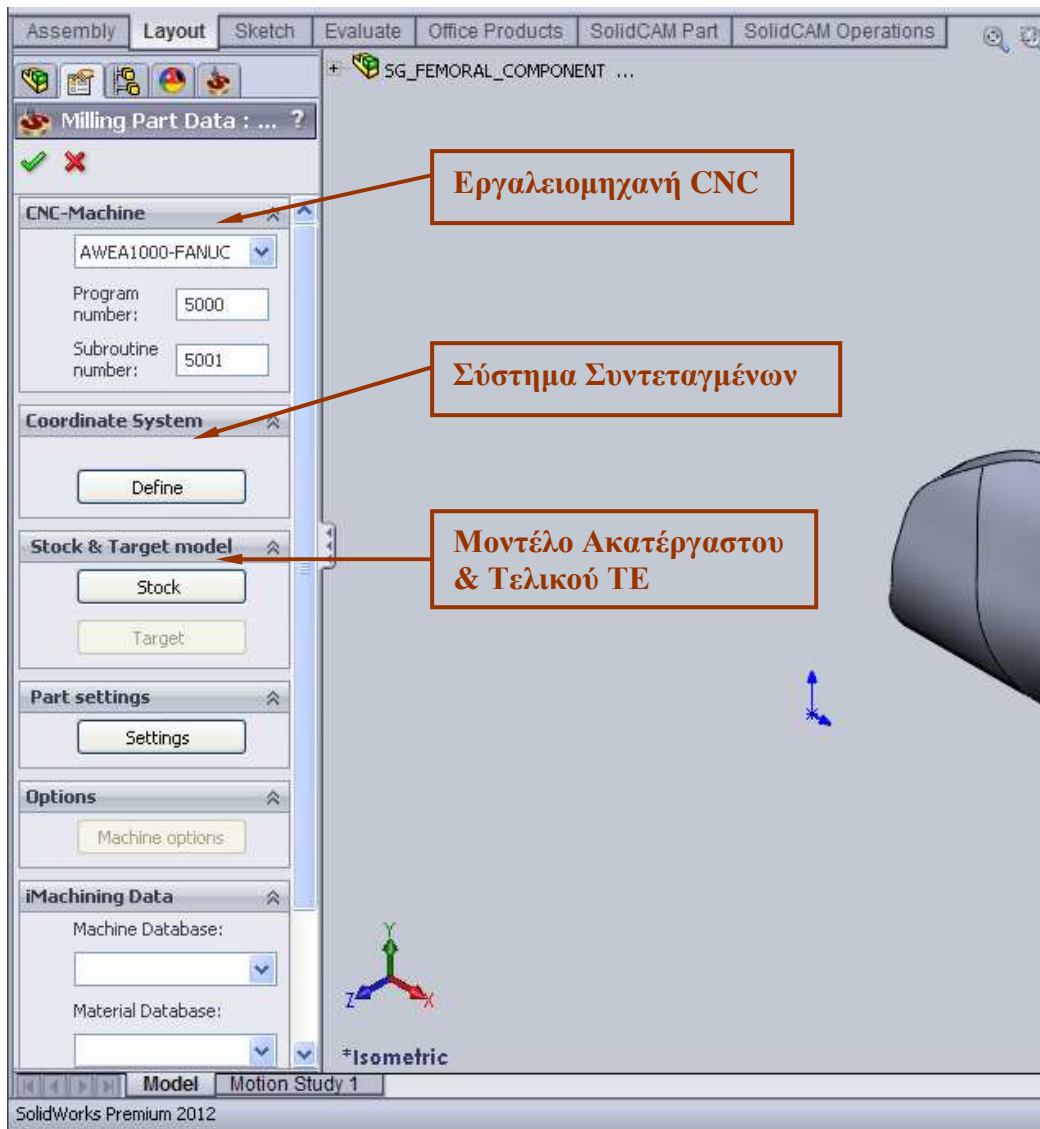 Assembly Layout Sketch Evaluate Office Products SolidCAM Part SolidCAM Operations
SG_FEMORAL_COMPONENT ...
Milling Part Data : ... ?
CNC-Machine
AWEA1000-FANUC
Program
number:
5000
Subroutine
number:
5001
Coordinate System
Define
Stock & Target model
Stock
Target
Part settings
Settings
Options
Machine options
iMachining Data
Machine Database:
Material Database:
Εργαλειομηχανή CNC
Σύστημα Συντεταγμένων
Μοντέλο Ακατέργαστου
& Τελικού ΤΕ
Y
Z
X
*Isometric
Model Motion Study 1
SolidWorks Premium 2012